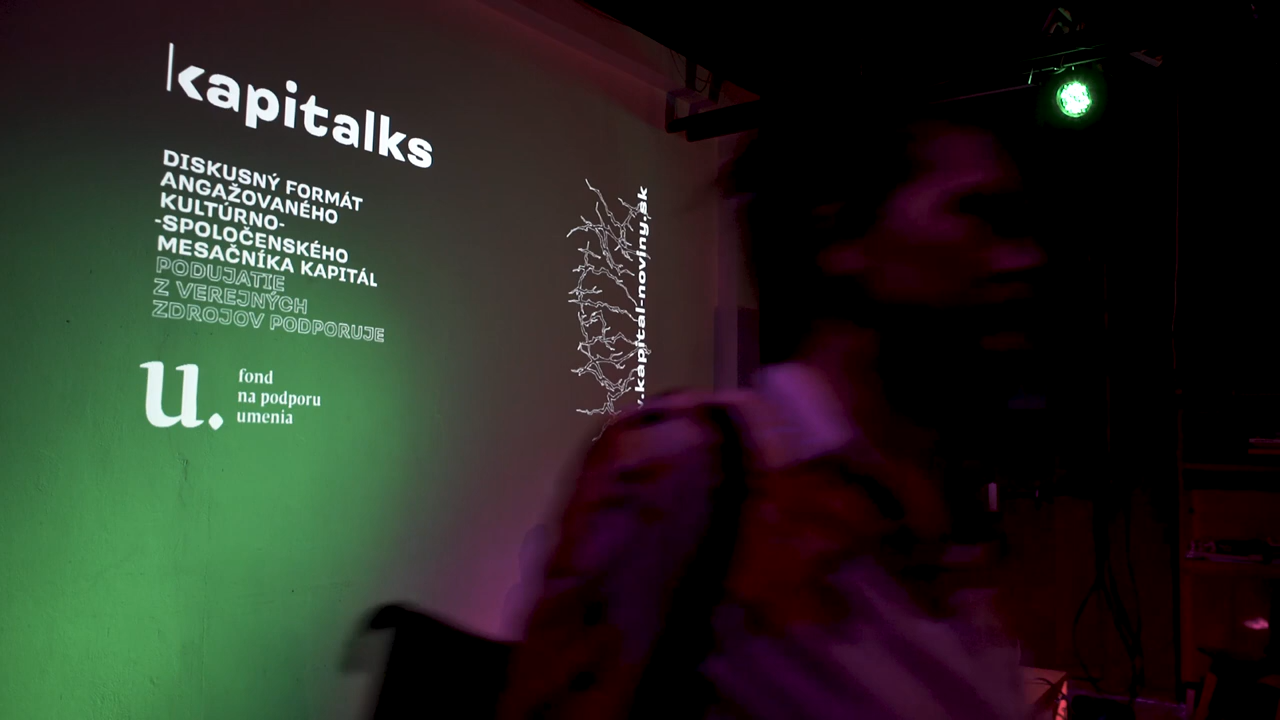 kapitalks
DISKUSNÝ FORMÁT
ANGAŽOVANÉHO
KULTÚRNO-
-SPOLOČENSKÉHO
MESAČNÍKA KAPITÁL
PODUJATIE
Z VEREJNÝCH
ZDROJOV PODPORUJE
u.
fond
na podporu
umenia
.kapital-noviny.sk